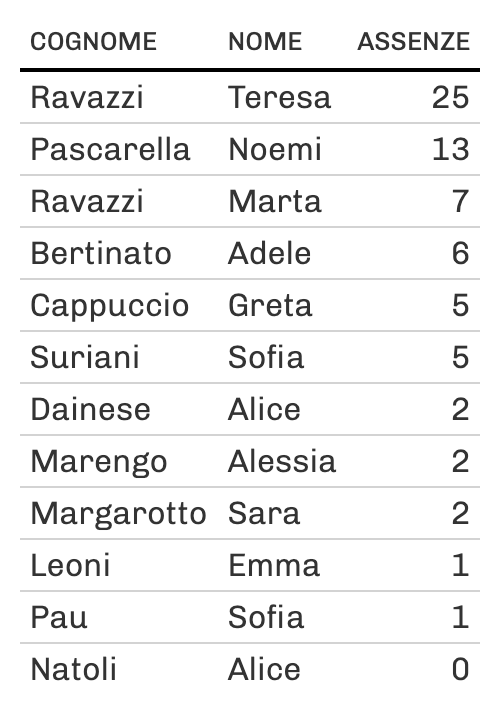 COGNOME NOME ASSENZE
Ravazzi Teresa 25
Pascarella Noemi 13
Ravazzi Marta 7
Bertinato Adele 6
Cappuccio Greta 5
Suriani Sofia 5
Dainese Alice 2
Marengo Alessia 2
Margarotto Sara 2
Leoni Emma 1
Pau Sofia 1
Natoli Alice 0